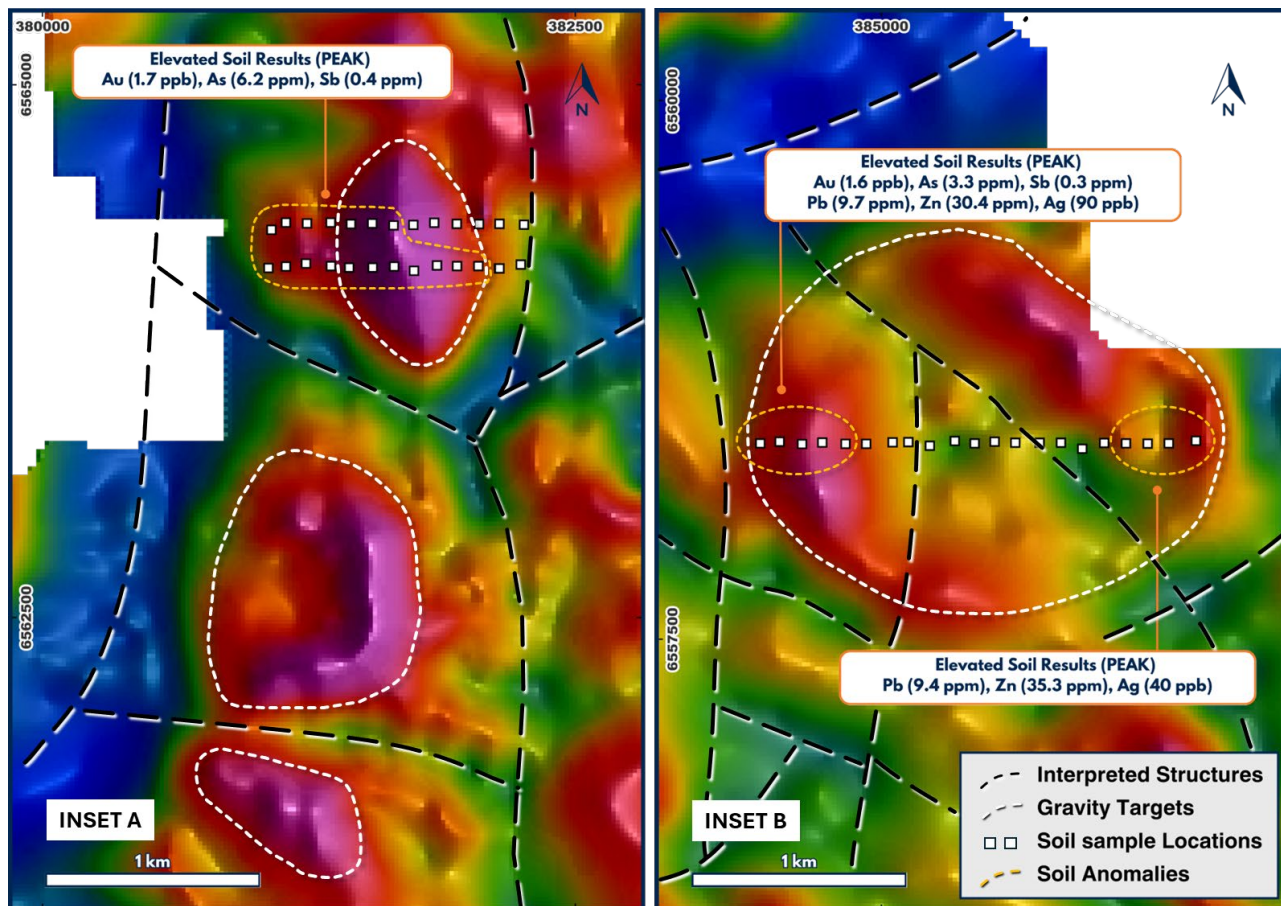 380000
382500
Elevated Soil Results (PEAK)
Au (1.7 ppb), As (6.2 ppm), Sb (0.4 ppm)
6565000
N
6562500
INSET A
1 km
385000
6560000
N
Elevated Soil Results (PEAK)
Au (1.6 ppb), As (3.3 ppm), Sb (0.3 ppm)
Pb (9.7 ppm), Zn (30.4 ppm), Ag (90 ppb)
6557500
Elevated Soil Results (PEAK)
Pb (9.4 ppm), Zn (35.3 ppm), Ag (40 ppb)
INSET B
1 km
Interpreted Structures
Gravity Targets
Soil sample Locations
Soil Anomalies